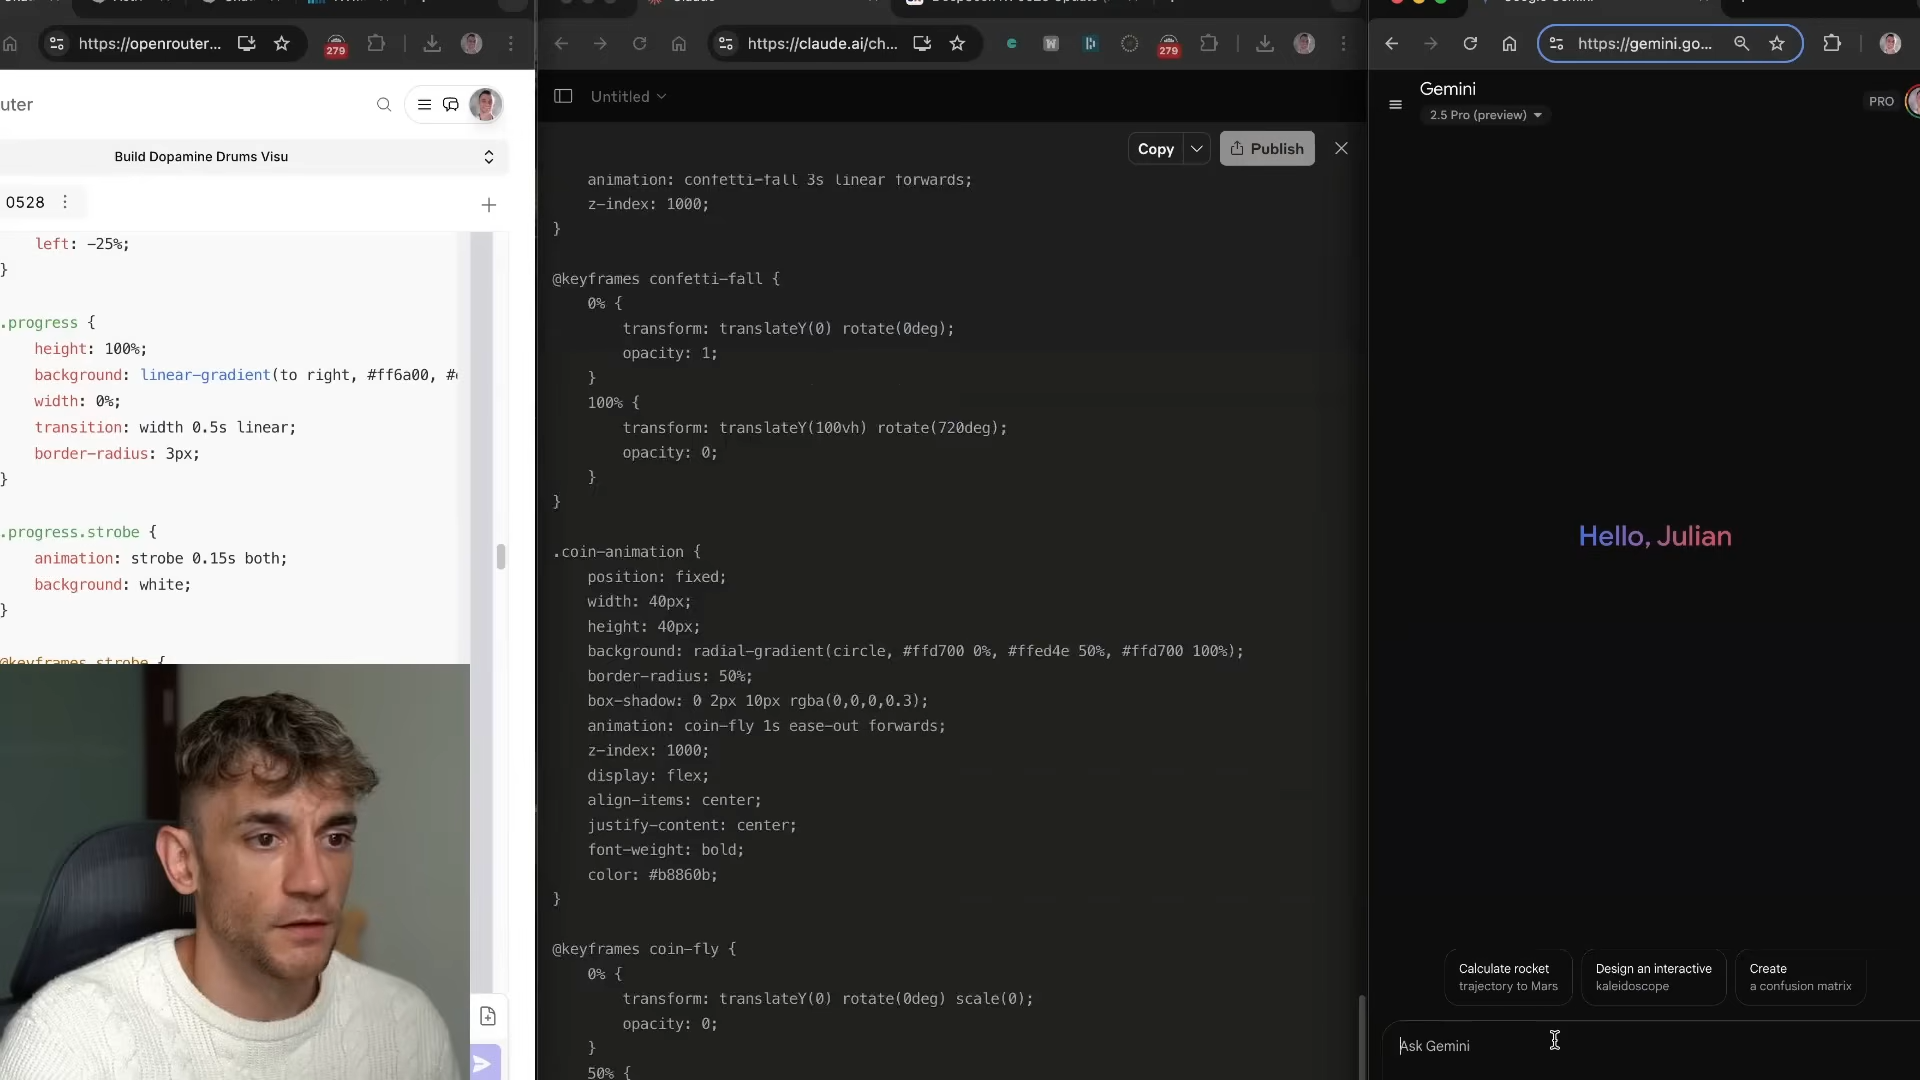 https://openrouter...
279
uter
Build Dopamine Drums Visu
0528
left: -25%;
}
.progress {
height: 100%;
background: linear-gradient(to right, #ff6a00, #
width: 0%;
transition: width 0.5s linear;
border-radius: 3px;
}
.progress.strobe {
animation: strobe 0.15s both;
background: white;
}
@keyframes strobe {
https://claude.ai/ch...
W
279
Untitled
Copy
Publish
animation: confetti-fall 3s linear forwards;
z-index: 1000;
}
@keyframes confetti-fall {
0% {
transform: translateY(0) rotate(0deg);
opacity: 1;
}
100% {
transform: translateY(100vh) rotate(720deg);
opacity: 0;
}
}
.coin-animation {
position: fixed;
width: 40px;
height: 40px;
background: radial-gradient(circle, #ffd700 0%, #ffed4e 50%, #ffd700 100%);
border-radius: 50%;
box-shadow: 0 2px 10px rgba(0,0,0,0.3);
animation: coin-fly 1s ease-out forwards;
z-index: 1000;
display: flex;
align-items: center;
justify-content: center;
font-weight: bold;
color: #b8860b;
}
@keyframes coin-fly {
0% {
transform: translateY(0) rotate(0deg) scale(0);
opacity: 0;
}
50% {
https://gemini.go...
Gemini
2.5 Pro (preview)
PRO
Hello, Julian
Calculate rocket
trajectory to Mars
Design an interactive
kaleidoscope
Create
a confusion matrix
Ask Gemini